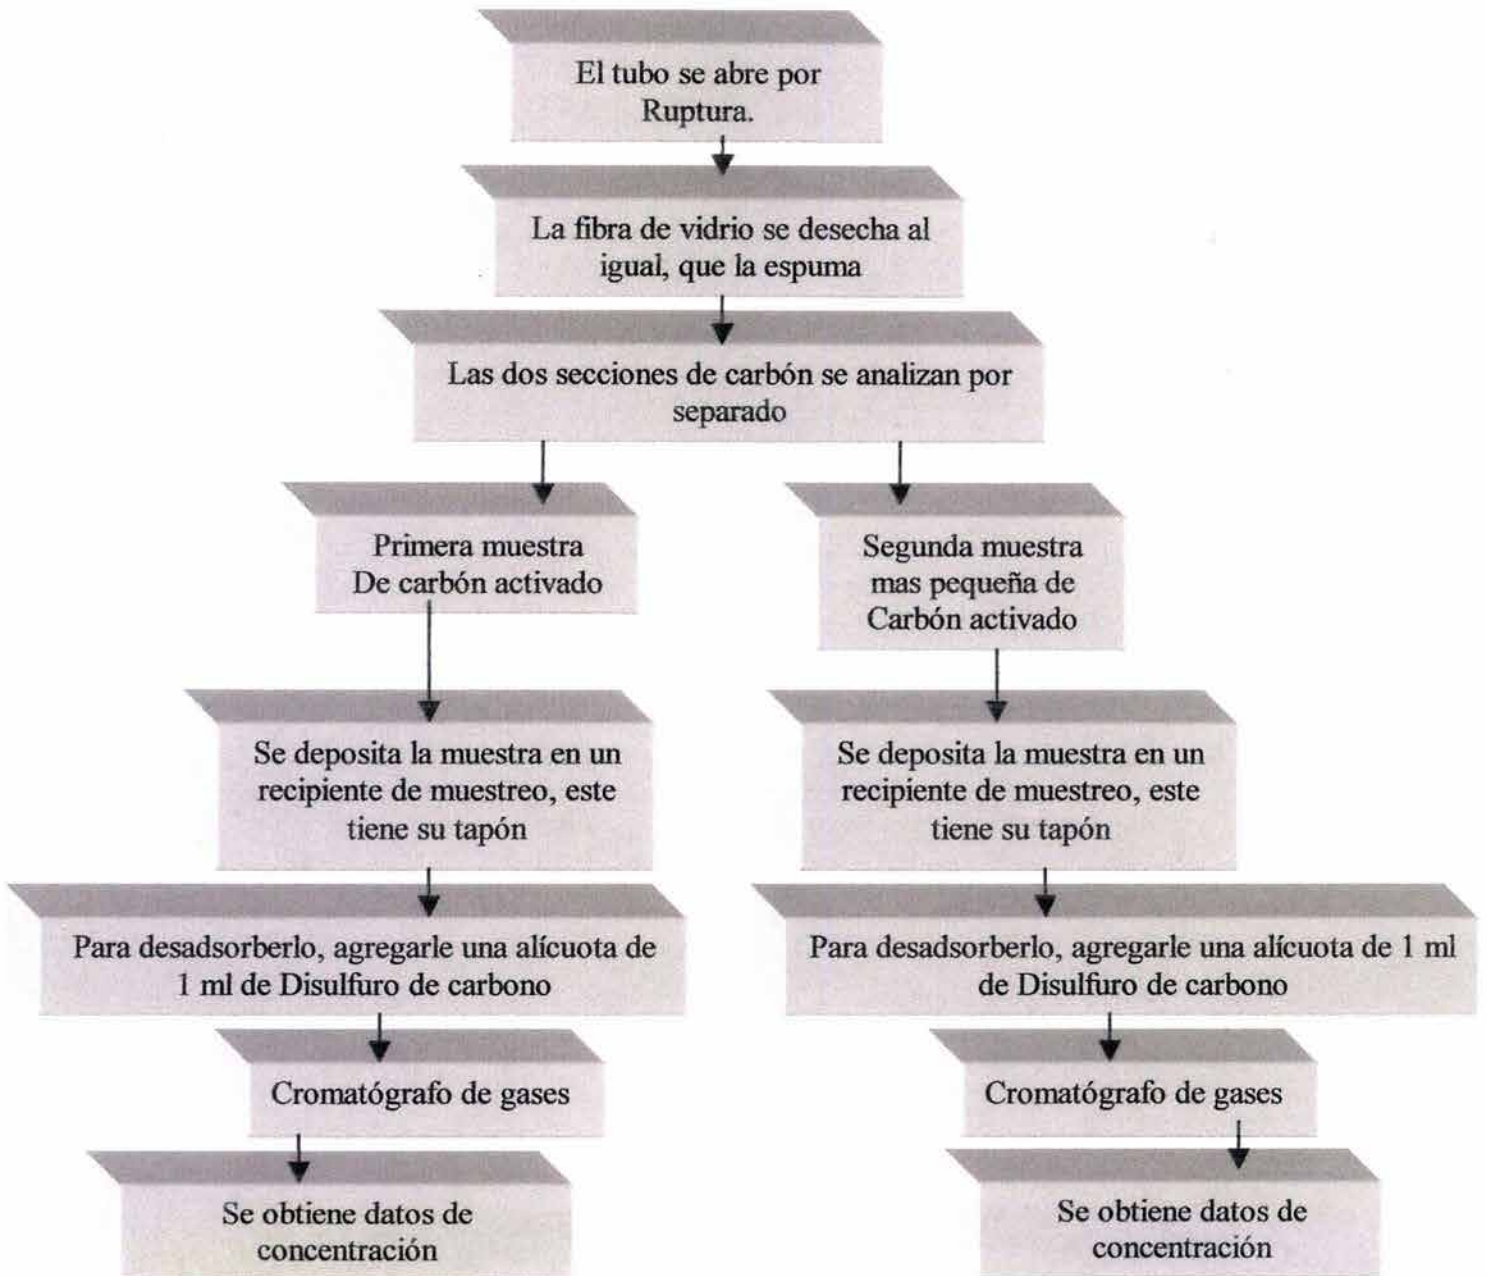 El tubo se abre por
Ruptura.
La fibra de vidrio se desecha al
igual, que la espuma
Las dos secciones de carbón se analizan por
separado
Primera muestra
De carbón activado
Segunda muestra
mas pequeña de
Carbón activado
Se deposita la muestra en un
recipiente de muestreo, este
tiene su tapón
Se deposita la muestra en un
recipiente de muestreo, este
tiene su tapón
Para desadsorberlo, agregarle una alícuota de
1 ml de Disulfuro de carbono
Para desadsorberlo, agregarle una alícuota de 1 ml
de Disulfuro de carbono
Cromatógrafo de gases
Cromatógrafo de gases
Se obtiene datos de
concentración
Se obtiene datos de
concentración